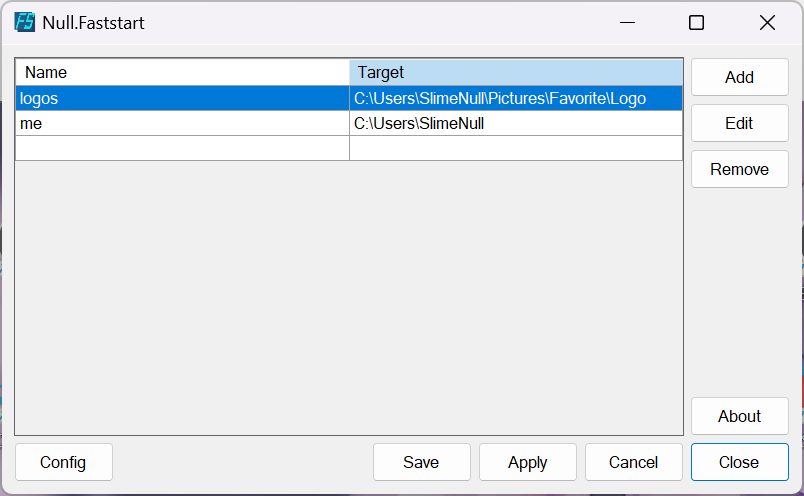 FS Null.Faststart
Name Target Add
logos C:\Users\SlimeNull\Pictures\Favorite\Logo
me C:\Users\SlimeNull Edit
Remove
About
Config Save Apply Cancel Close